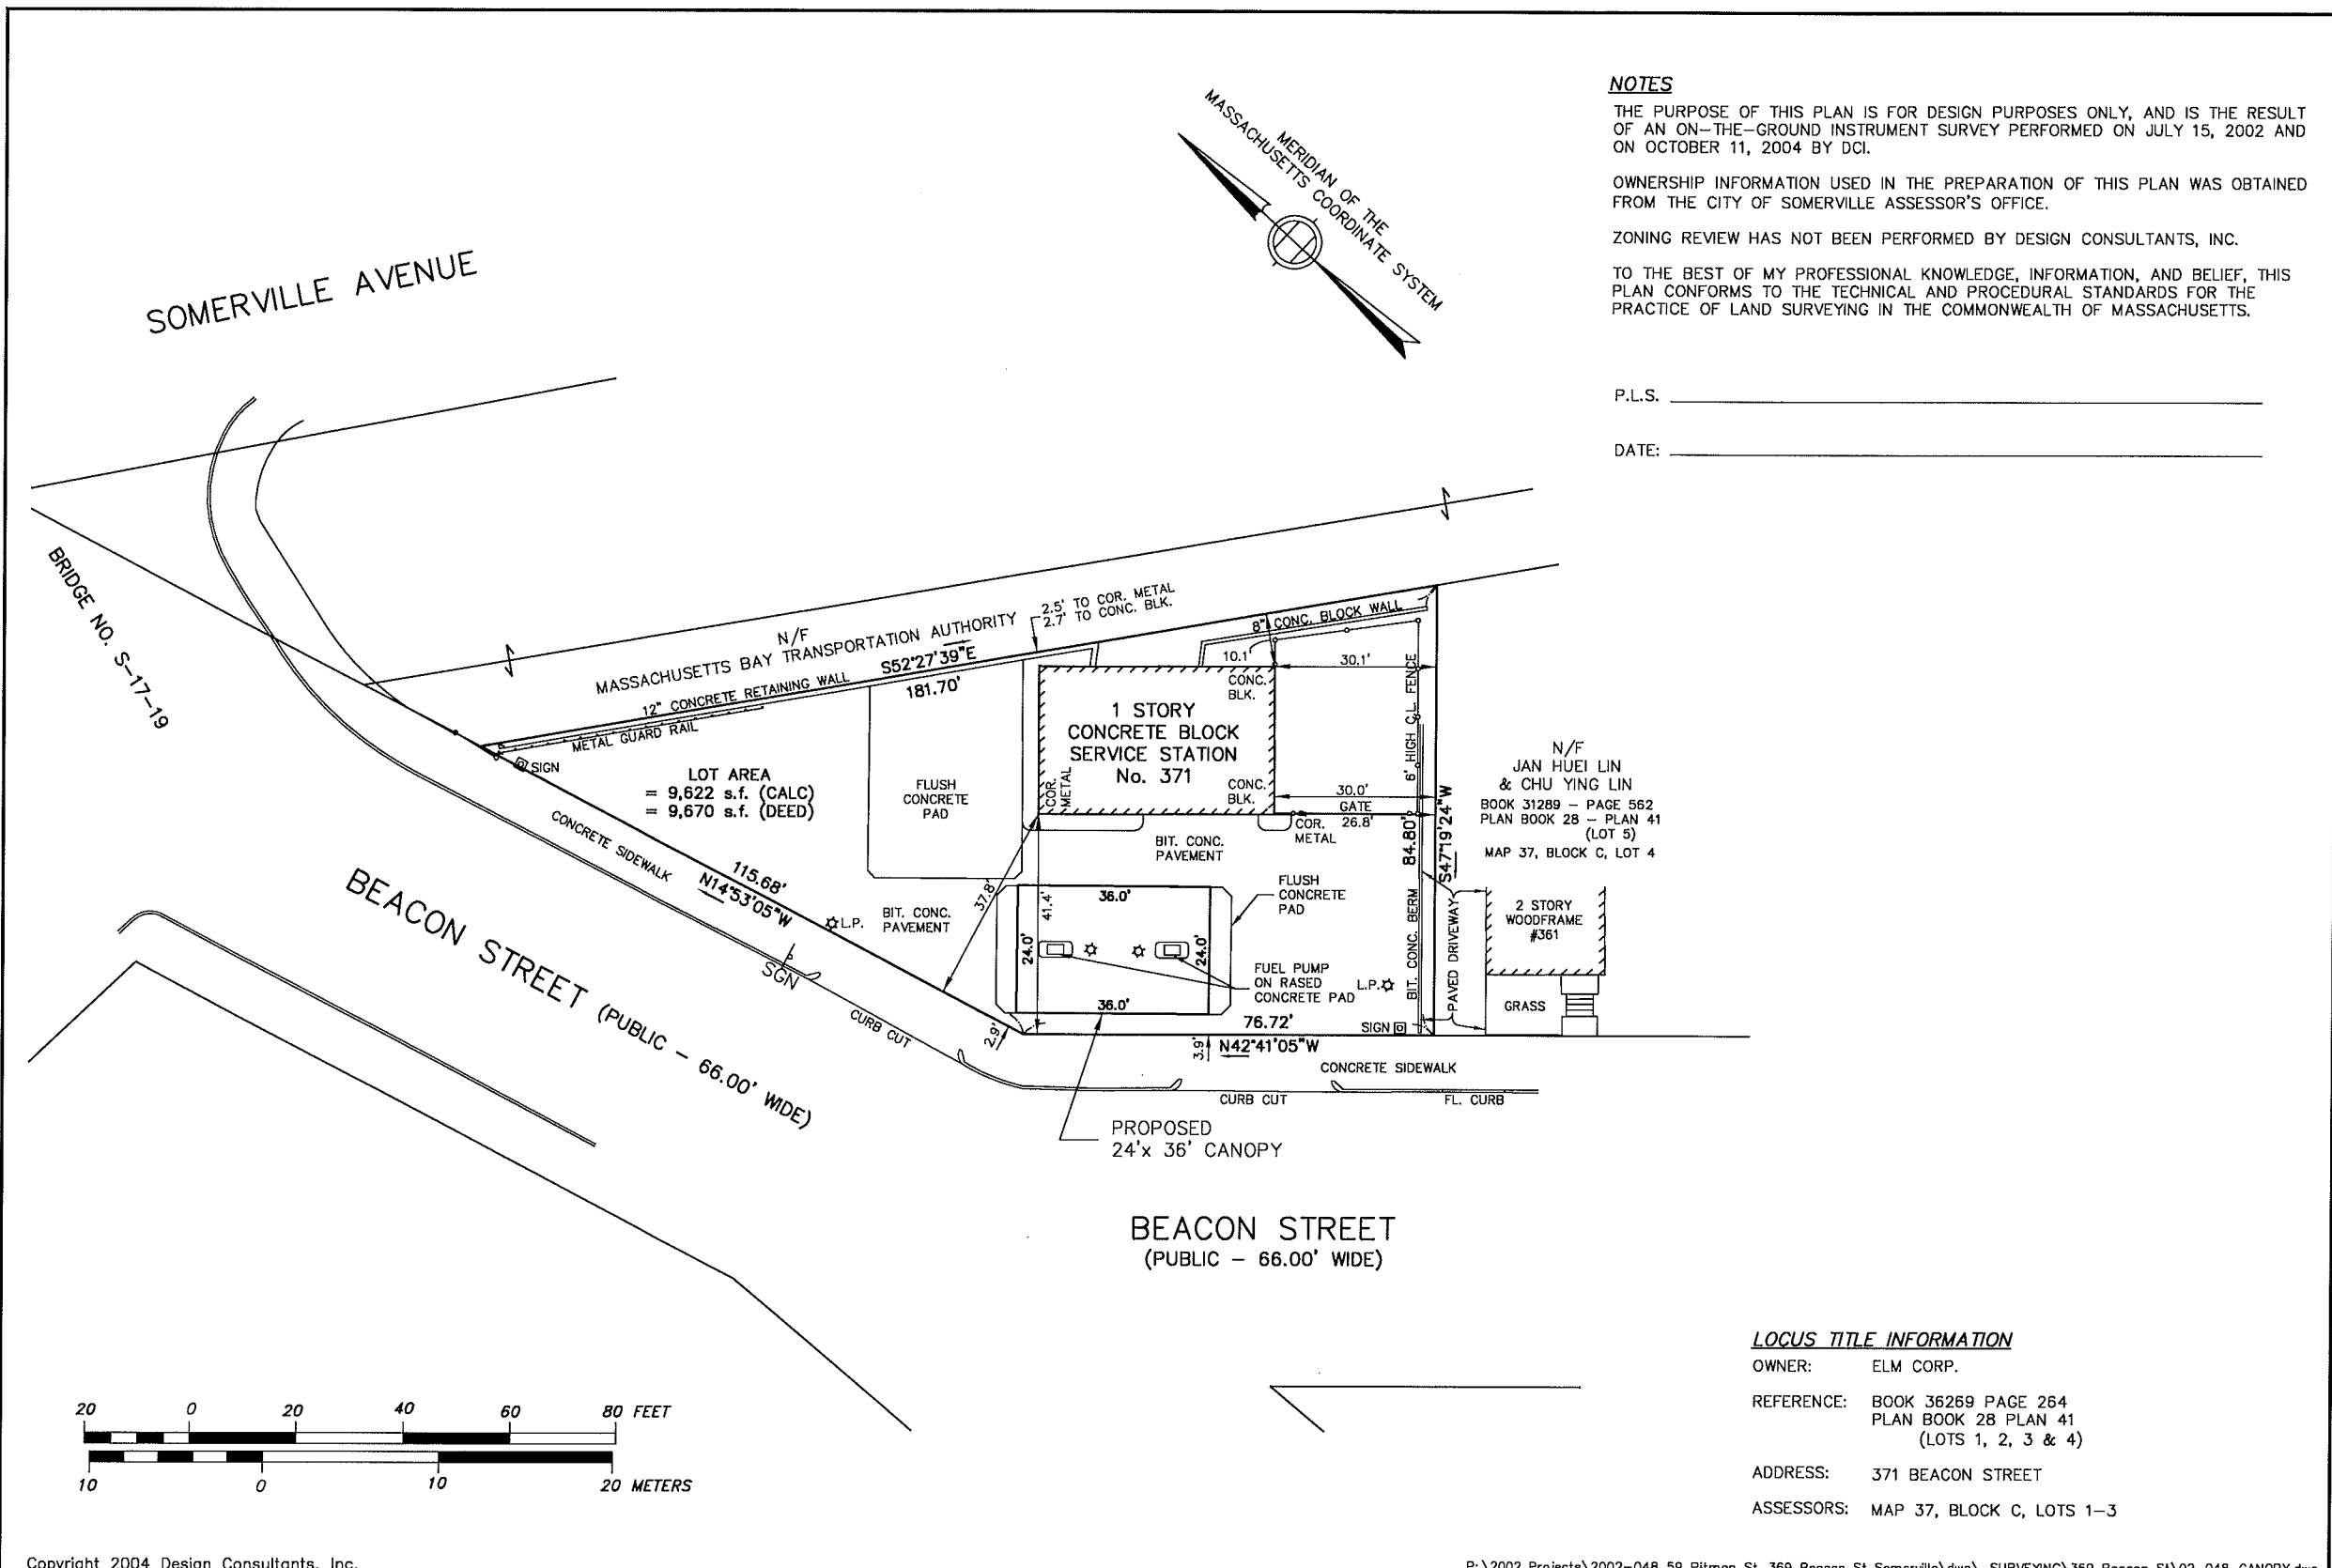 NOTES
THE PURPOSE OF THIS PLAN IS FOR DESIGN PURPOSES ONLY, AND IS THE RESULT
OF AN ON-THE-GROUND INSTRUMENT SURVEY PERFORMED ON JULY 15, 2002 AND
ON OCTOBER 11, 2004 BY DCI.
OWNERSHIP INFORMATION USED IN THE PREPARATION OF THIS PLAN WAS OBTAINED
FROM THE CITY OF SOMERVILLE ASSESSOR'S OFFICE.
ZONING REVIEW HAS NOT BEEN PERFORMED BY DESIGN CONSULTANTS, INC.
TO THE BEST OF MY PROFESSIONAL KNOWLEDGE, INFORMATION, AND BELIEF, THIS
PLAN CONFORMS TO THE TECHNICAL AND PROCEDURAL STANDARDS FOR THE
PRACTICE OF LAND SURVEYING IN THE COMMONWEALTH OF MASSACHUSETTS.
P.L.S.
DATE:
MERIDIAN OF THE
MASSACHUSETTS COORDINATE SYSTEM
SOMERVILLE AVENUE
BRIDGE NO. S-17-19
N/F
MASSACHUSETTS BAY TRANSPORTATION AUTHORITY
2.5' TO COR. METAL
2.7' TO CONC. BLK.
S52°27'39"E
181.70'
12" CONCRETE RETAINING WALL
METAL GUARD RAIL
8" CONC. BLOCK WALL
10.1'
30.1'
CONC.
BLK.
1 STORY
CONCRETE BLOCK
SERVICE STATION
No. 371
COR.
METAL
CONC.
BLK.
30.0'
GATE
26.8'
COR.
METAL
6' HIGH C.L. FENCE
84.80'
S47°19'24"W
N/F
JAN HUEI LIN
& CHU YING LIN
BOOK 31289 - PAGE 562
PLAN BOOK 28 - PLAN 41
(LOT 5)
MAP 37, BLOCK C, LOT 4
SIGN
LOT AREA
= 9,622 s.f. (CALC)
= 9,670 s.f. (DEED)
FLUSH
CONCRETE
PAD
BIT. CONC.
PAVEMENT
CONCRETE SIDEWALK
115.68'
N14°53'05"W
L.P.
BIT. CONC.
PAVEMENT
SGN
37.8'
41.4'
36.0'
24.0'
24.0'
36.0'
FLUSH
CONCRETE
PAD
FUEL PUMP
ON RASED
CONCRETE PAD
L.P.
BIT. CONC. BERM
PAVED DRIVEWAY
2 STORY
WOODFRAME
#361
GRASS
76.72'
SIGN
N42°41'05"W
2.9'
3.9'
CURB CUT
CONCRETE SIDEWALK
CURB CUT
FL. CURB
PROPOSED
24'x 36' CANOPY
BEACON STREET (PUBLIC - 66.00' WIDE)
BEACON STREET
(PUBLIC - 66.00' WIDE)
20 0 20 40 60 80 FEET
10 0 10 20 METERS
LOCUS TITLE INFORMATION
OWNER: ELM CORP.
REFERENCE: BOOK 36269 PAGE 264
PLAN BOOK 28 PLAN 41
(LOTS 1, 2, 3 & 4)
ADDRESS: 371 BEACON STREET
ASSESSORS: MAP 37, BLOCK C, LOTS 1-3
Copyright 2004 Design Consultants, Inc.